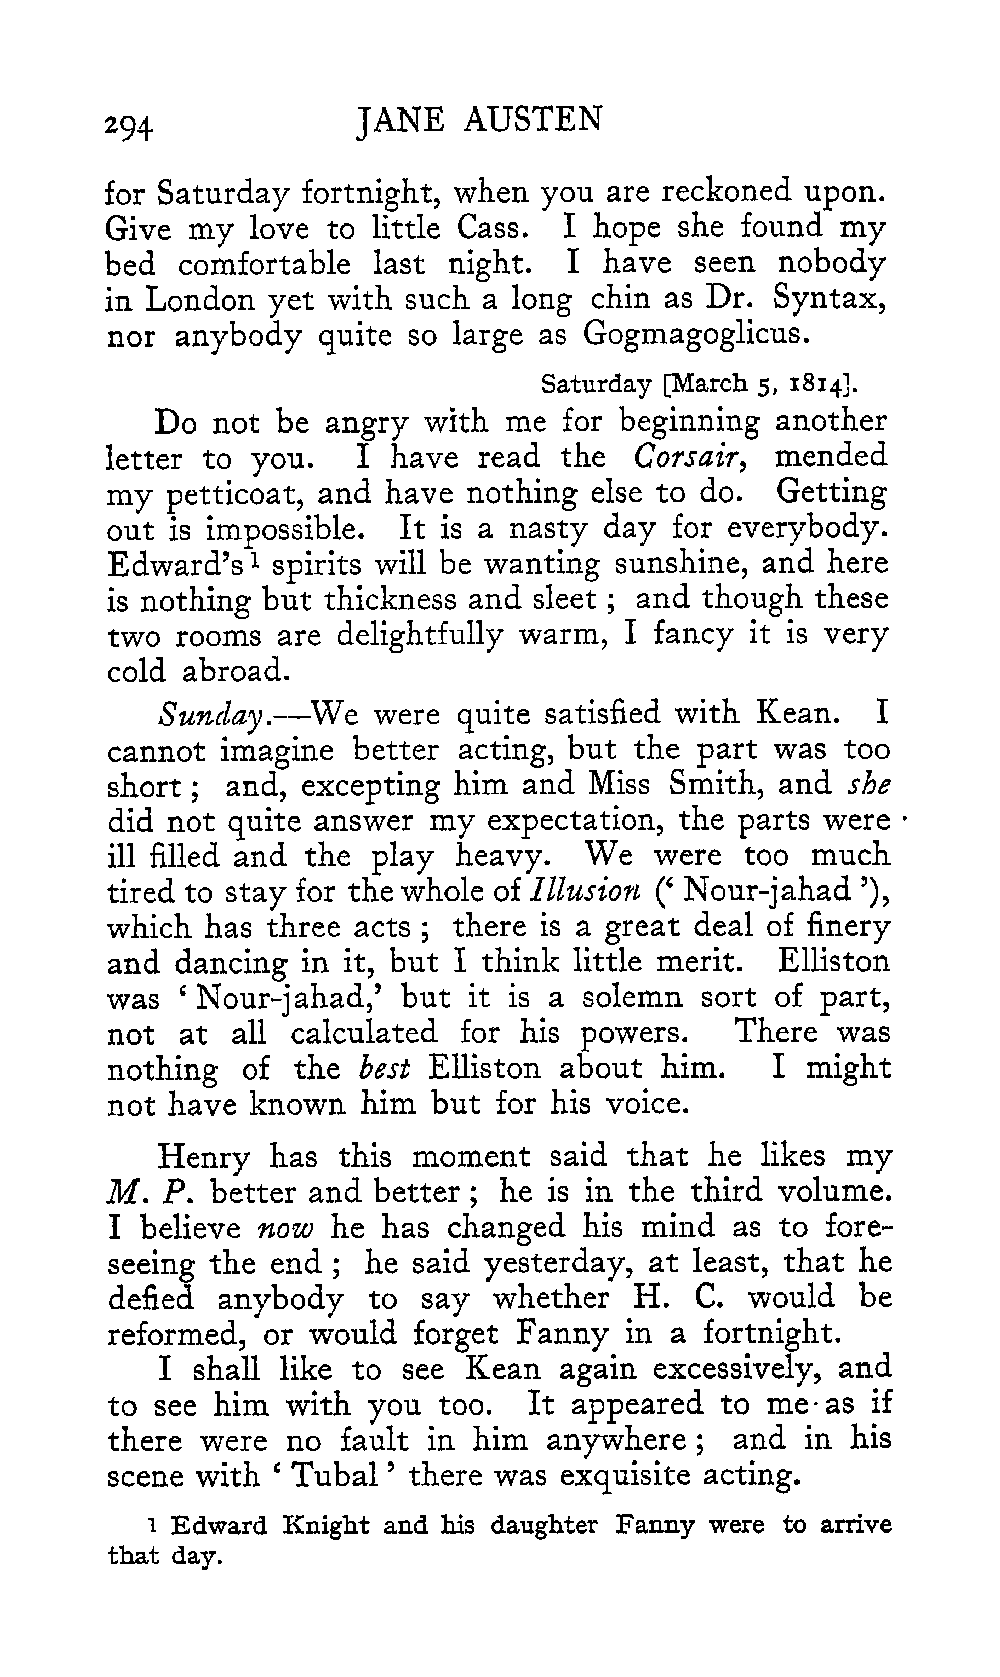 294 JANE AUSTEN
for Saturday fortnight, when you are reckoned upon.
Give my love to little Cass. I hope she found my
bed comfortable last night. I have seen nobody
in London yet with such a long chin as Dr. Syntax,
nor anybody quite so large as Gogmagoglicus.
Saturday [March 5, 1814].
Do not be angry with me for beginning another
letter to you. I have read the Corsair, mended
my petticoat, and have nothing else to do. Getting
out is impossible. It is a nasty day for everybody.
Edward's¹ spirits will be wanting sunshine, and here
is nothing but thickness and sleet ; and though these
two rooms are delightfully warm, I fancy it is very
cold abroad.
Sunday.—We were quite satisfied with Kean. I
cannot imagine better acting, but the part was too
short ; and, excepting him and Miss Smith, and she
did not quite answer my expectation, the parts were
ill filled and the play heavy. We were too much
tired to stay for the whole of Illusion (‘ Nour-jahad ’),
which has three acts ; there is a great deal of finery
and dancing in it, but I think little merit. Elliston
was ‘ Nour-jahad,’ but it is a solemn sort of part,
not at all calculated for his powers. There was
nothing of the best Elliston about him. I might
not have known him but for his voice.
Henry has this moment said that he likes my
M. P. better and better ; he is in the third volume.
I believe now he has changed his mind as to fore-
seeing the end ; he said yesterday, at least, that he
defied anybody to say whether H. C. would be
reformed, or would forget Fanny in a fortnight.
I shall like to see Kean again excessively, and
to see him with you too. It appeared to me as if
there were no fault in him anywhere ; and in his
scene with ‘ Tubal ’ there was exquisite acting.
¹ Edward Knight and his daughter Fanny were to arrive
that day.